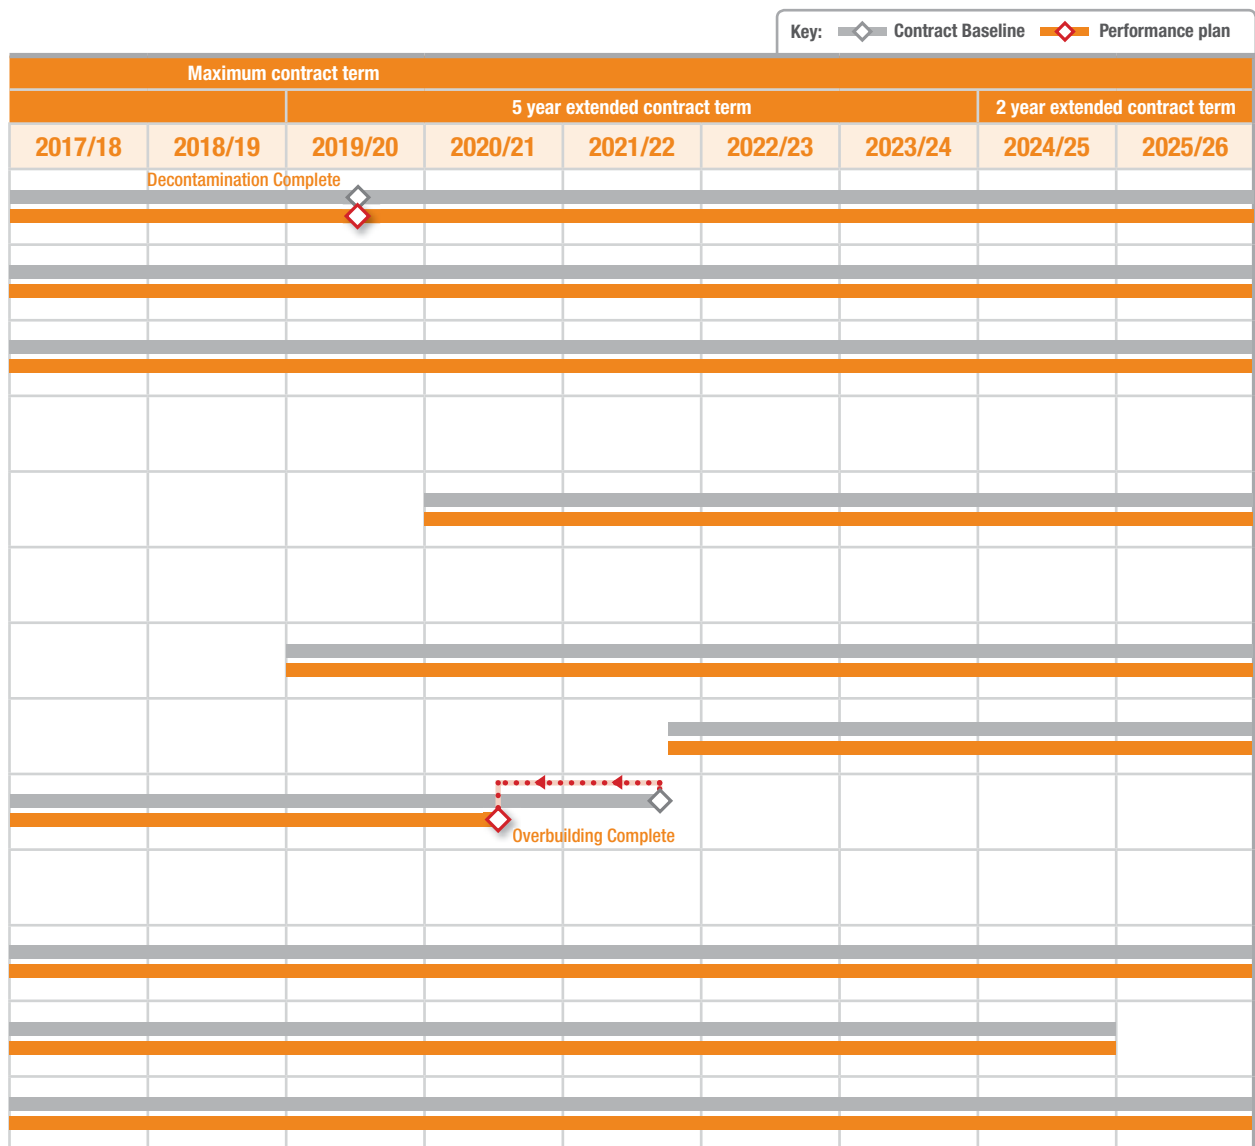 Key: Contract Baseline Performance plan
Maximum contract term
5 year extended contract term 2 year extended contract term
2017/18 2018/19 2019/20 2020/21 2021/22 2022/23 2023/24 2024/25 2025/26
Decontamination Complete
Overbuilding Complete